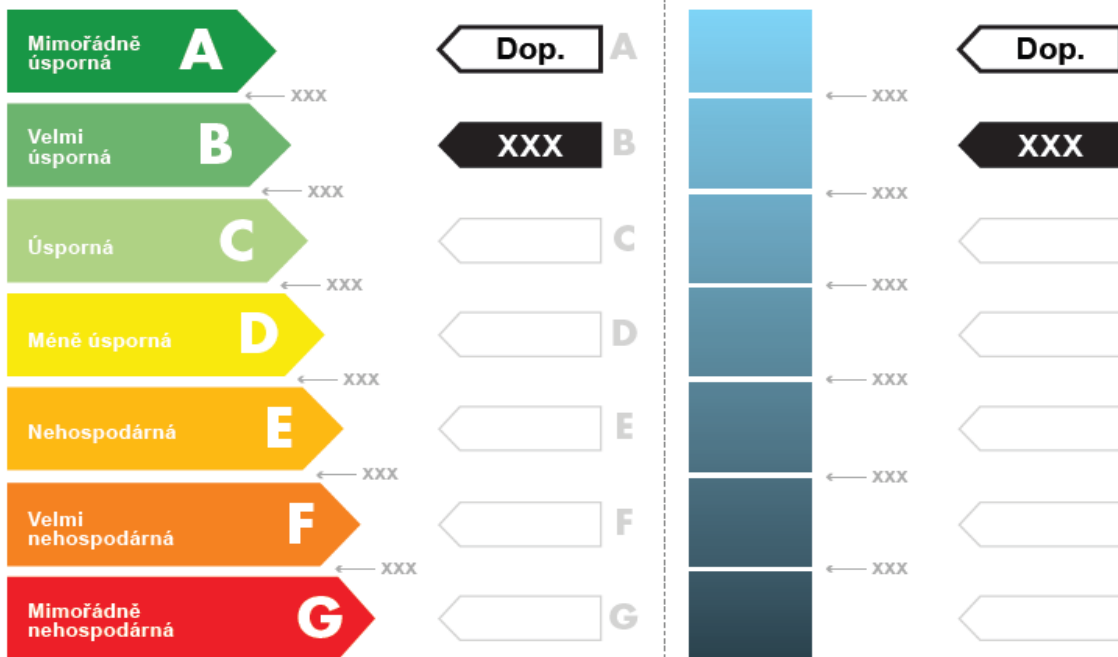 Mimořádně
úsporná
A
Dop.
A
Dop.
XXX
XXX
Velmi
úsporná
B
XXX
B
XXX
XXX
XXX
Úsporná
C
C
XXX
XXX
Méně úsporná
D
D
XXX
XXX
Nehospodárná
E
E
XXX
XXX
Velmi
nehospodárná
F
F
XXX
XXX
Mimořádně
nehospodárná
G
G